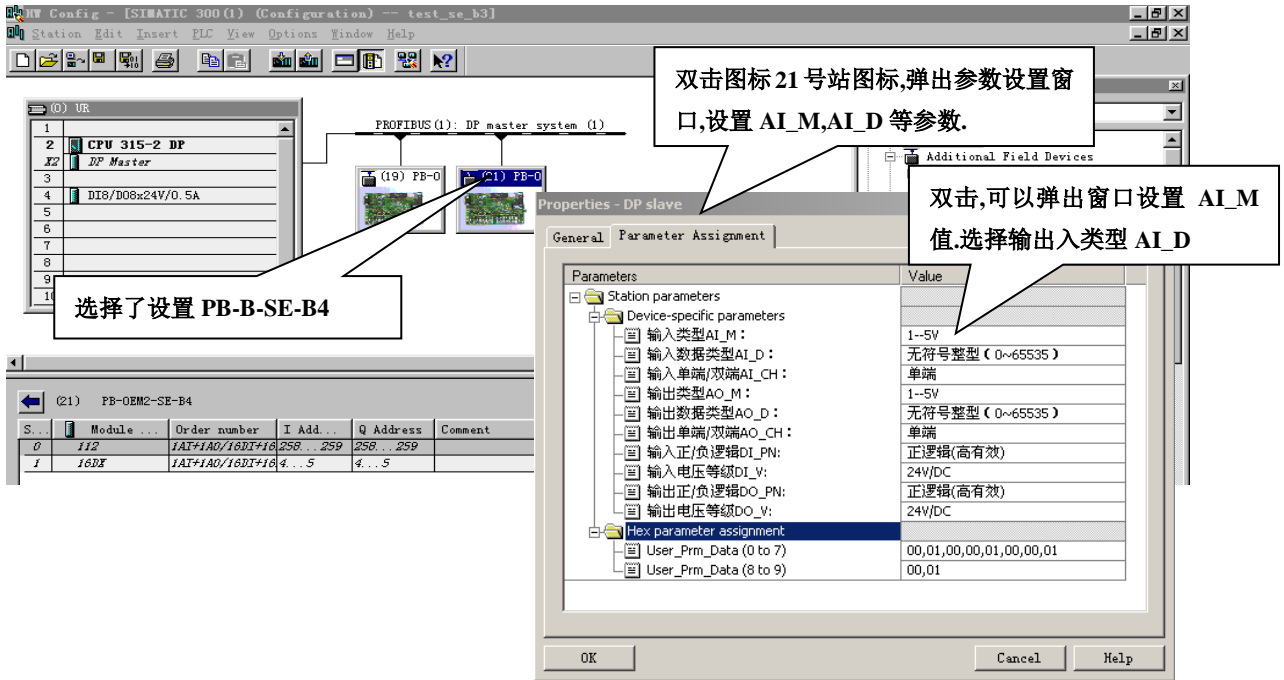 HW Config - [SIMATIC 300(1) (Configuration) -- test_se_b3]
Station Edit Insert PLC View Options Window Help
双击图标 21 号站图标,弹出参数设置窗
口,设置 AI_M,AI_D 等参数.
(0) UR
1
2 CPU 315-2 DP
X2 DP Master
3
4 DI8/DO8x24V/0.5A
5
6
7
8
9
PROFIBUS(1): DP master system (1)
(19) PB-O
(21) PB-O
Additional Field Devices
双击,可以弹出窗口设置 AI_M
值.选择输出入类型 AI_D
选择了设置 PB-B-SE-B4
Properties - DP slave
General Parameter Assignment
Parameters Value
Station parameters
Device-specific parameters
输入类型AI_M： 1--5V
输入数据类型AI_D： 无符号整型（0~65535）
输入单端/双端AI_CH： 单端
输出类型AO_M： 1--5V
输出数据类型AO_D： 无符号整型（0~65535）
输出单端/双端AO_CH： 单端
输入正/负逻辑DI_PN: 正逻辑(高有效)
输入电压等级DI_V: 24V/DC
输出正/负逻辑DO_PN: 正逻辑(高有效)
输出电压等级DO_V: 24V/DC
Hex parameter assignment
User_Prm_Data (0 to 7) 00,01,00,00,01,00,00,01
User_Prm_Data (8 to 9) 00,01
OK Cancel Help
(21) PB-OEM2-SE-B4
S... Module ... Order number I Add... Q Address Comment
0 112 1AI+1AO/16DI+16 258...259 258...259
1 16DX 1AI+1AO/16DI+16 4...5 4...5